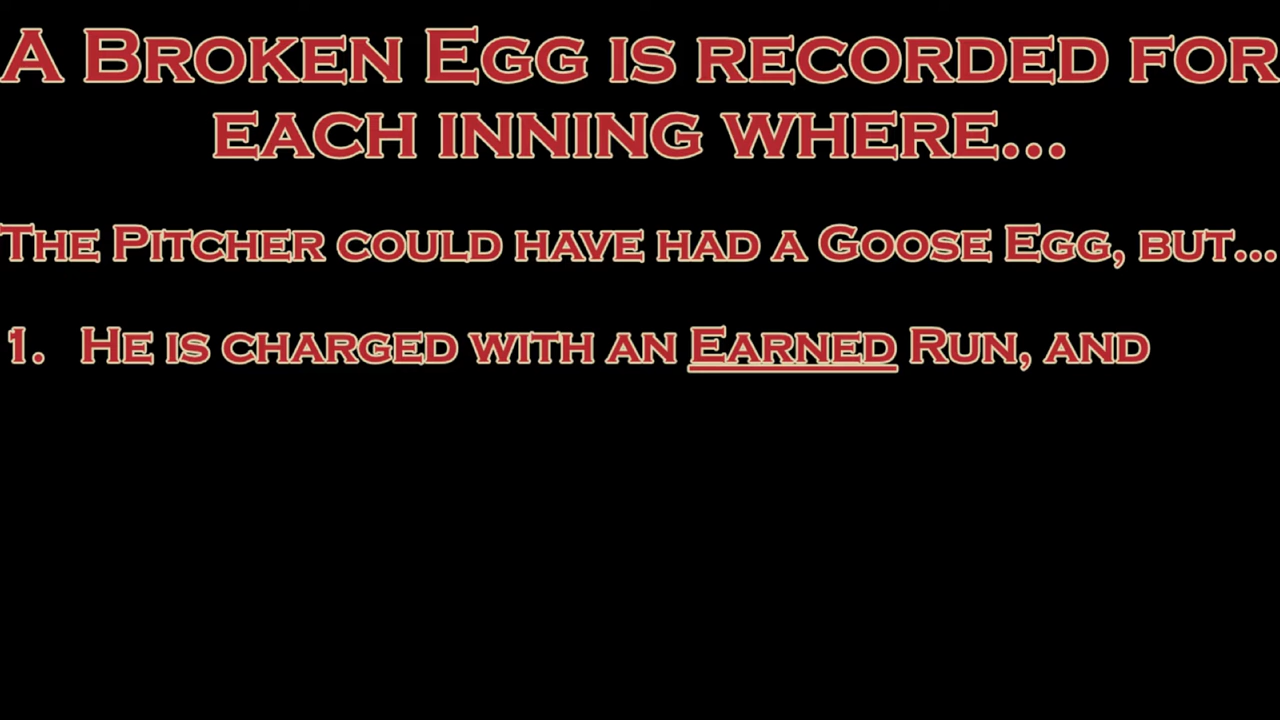 A Broken Egg is recorded for
each inning where...
The Pitcher could have had a Goose Egg, but...
1. He is charged with an Earned Run, and